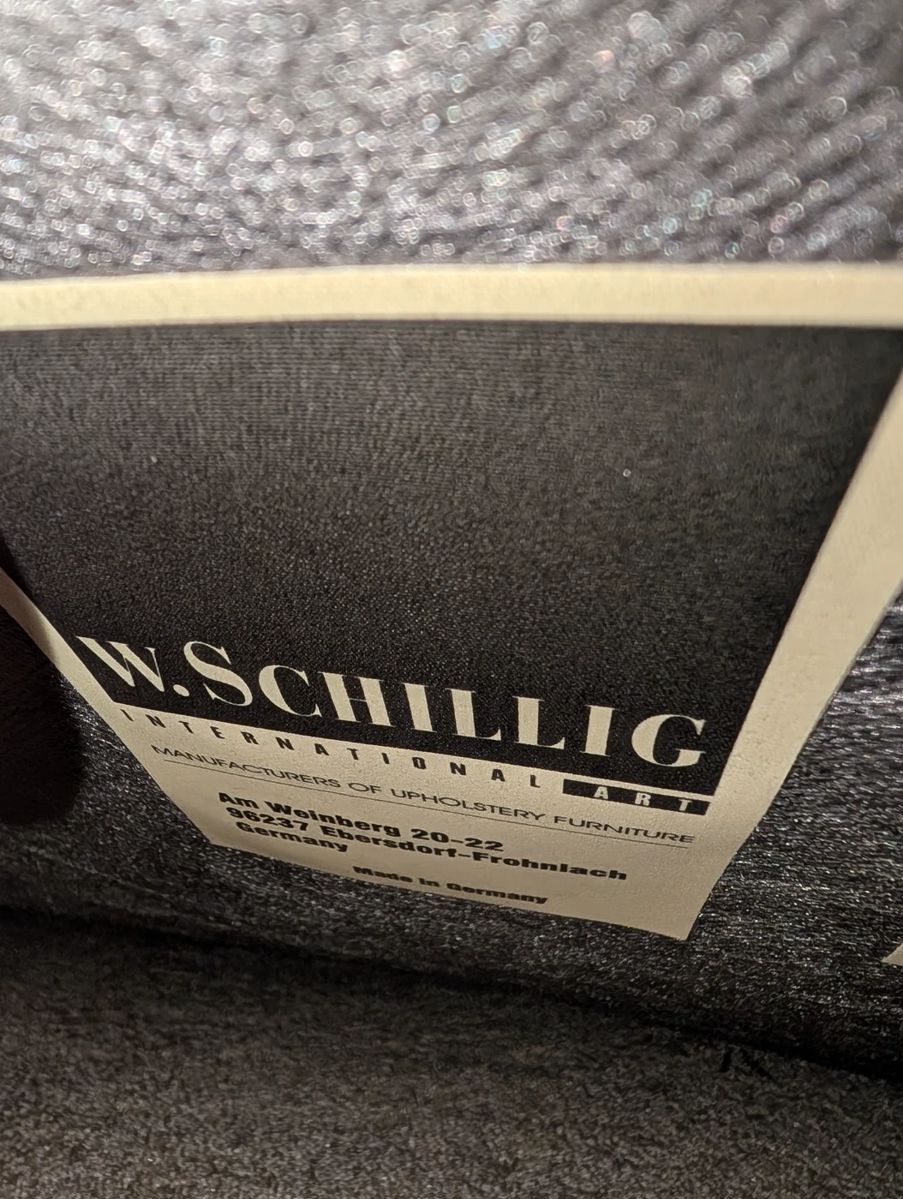 W. SCHILLIG
INTERNATIONAL ART
MANUFACTURERS OF UPHOLSTERY FURNITURE
Am Weinberg 20-22
96237 Ebersdorf-Frohnlach
Germany
Made in Germany